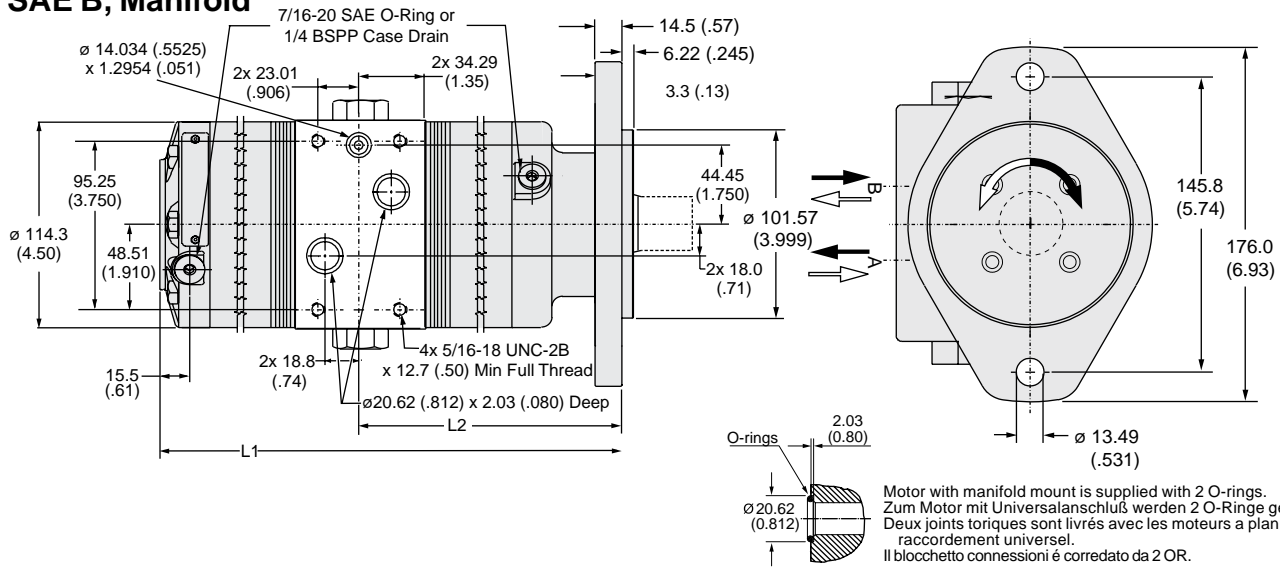 SAE B, Manifold
7/16-20 SAE O-Ring or
1/4 BSPP Case Drain
ø 14.034 (.5525)
x 1.2954 (.051)
2x 23.01
(.906)
2x 34.29
(1.35)
14.5 (.57)
6.22 (.245)
3.3 (.13)
95.25
(3.750)
ø 114.3
(4.50)
48.51
(1.910)
44.45
(1.750)
ø 101.57
(3.999)
2x 18.0
(.71)
B
A
145.8
(5.74)
176.0
(6.93)
15.5
(.61)
2x 18.8
(.74)
4x 5/16-18 UNC-2B
x 12.7 (.50) Min Full Thread
ø20.62 (.812) x 2.03 (.080) Deep
L2
L1
ø 13.49
(.531)
2.03
(0.80)
O-rings
Ø20.62
(0.812)
Motor with manifold mount is supplied with 2 O-rings.
Zum Motor mit Universalanschluß werden 2 O-Ringe
Deux joints toriques sont livrés avec les moteurs a plan
raccordement universel.
Il blocchetto connessioni é corredato da 2 OR.